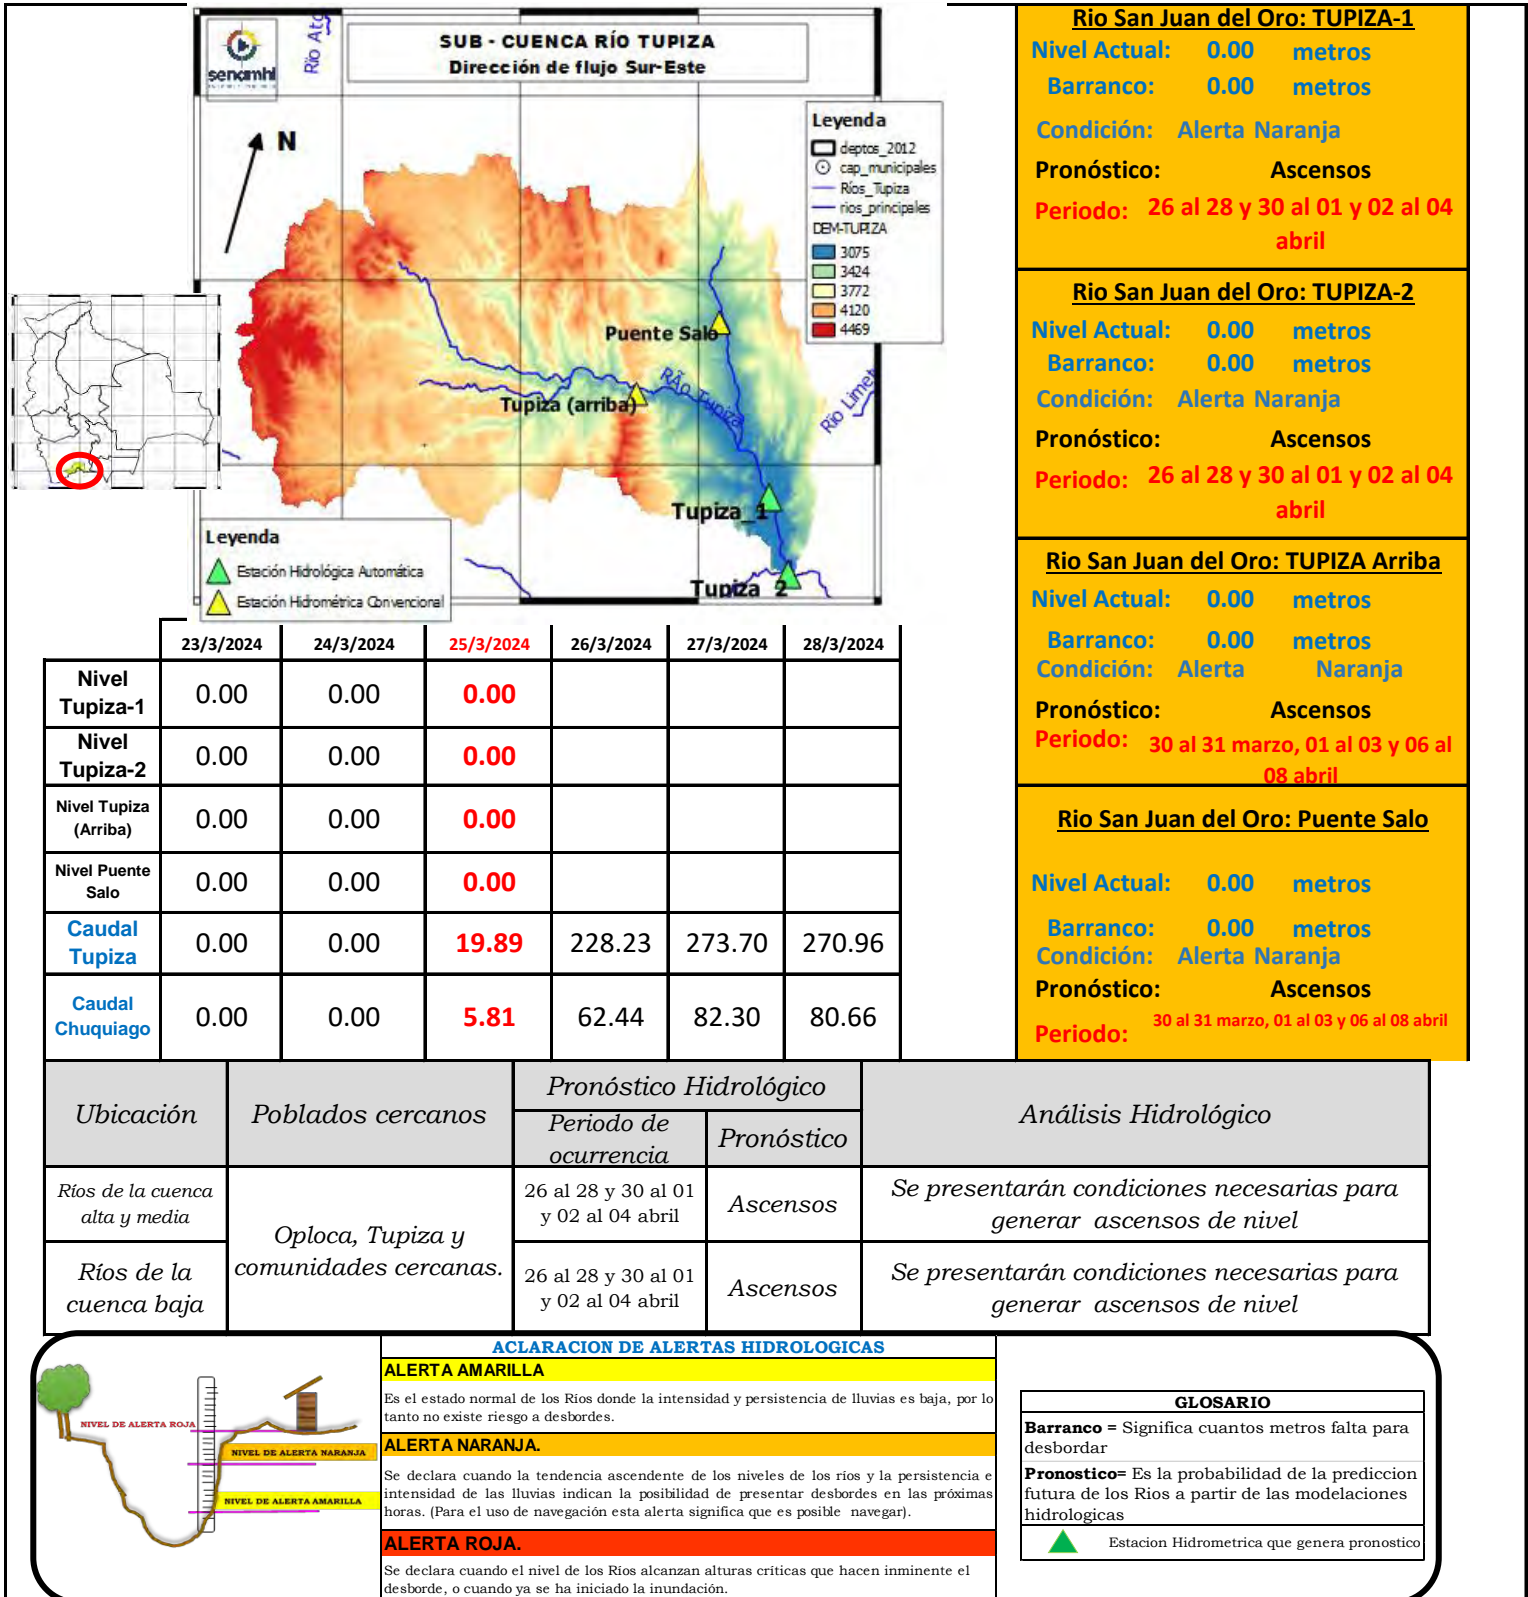 senamhi
Río Ato
SUB - CUENCA RÍO TUPIZA
Dirección de flujo Sur-Este
N
Leyenda
deptos_2012
cap_municipales
Ríos_Tupiza
rios_principales
DEM-TUPIZA
3075
3424
3772
4120
4469
Puente Salo
RÃ­o Tupiza
Tupiza (arriba)
Río Limet
Tupiza_1
Tupiza_2
Leyenda
Estación Hidrológica Automática
Estación Hidrométrica Convencional
Rio San Juan del Oro: TUPIZA-1
Nivel Actual: 0.00 metros
Barranco: 0.00 metros
Condición: Alerta Naranja
Pronóstico: Ascensos
Periodo: 26 al 28 y 30 al 01 y 02 al 04
abril
Rio San Juan del Oro: TUPIZA-2
Nivel Actual: 0.00 metros
Barranco: 0.00 metros
Condición: Alerta Naranja
Pronóstico: Ascensos
Periodo: 26 al 28 y 30 al 01 y 02 al 04
abril
Rio San Juan del Oro: TUPIZA Arriba
Nivel Actual: 0.00 metros
Barranco: 0.00 metros
Condición: Alerta Naranja
Pronóstico: Ascensos
Periodo: 30 al 31 marzo, 01 al 03 y 06 al
08 abril
Rio San Juan del Oro: Puente Salo
Nivel Actual: 0.00 metros
Barranco: 0.00 metros
Condición: Alerta Naranja
Pronóstico: Ascensos
Periodo: 30 al 31 marzo, 01 al 03 y 06 al 08 abril
23/3/2024 24/3/2024 25/3/2024 26/3/2024 27/3/2024 28/3/2024
Nivel
Tupiza-1 0.00 0.00 0.00
Nivel
Tupiza-2 0.00 0.00 0.00
Nivel Tupiza
(Arriba) 0.00 0.00 0.00
Nivel Puente
Salo 0.00 0.00 0.00
Caudal
Tupiza 0.00 0.00 19.89 228.23 273.70 270.96
Caudal
Chuquiago 0.00 0.00 5.81 62.44 82.30 80.66
Ubicación
Poblados cercanos
Pronóstico Hidrológico
Periodo de
ocurrencia
Pronóstico
Análisis Hidrológico
Ríos de la cuenca
alta y media
Oploca, Tupiza y
comunidades cercanas.
26 al 28 y 30 al 01
y 02 al 04 abril
Ascensos
Se presentarán condiciones necesarias para
generar ascensos de nivel
Ríos de la
cuenca baja
26 al 28 y 30 al 01
y 02 al 04 abril
Ascensos
Se presentarán condiciones necesarias para
generar ascensos de nivel
NIVEL DE ALERTA ROJA
NIVEL DE ALERTA NARANJA
NIVEL DE ALERTA AMARILLA
ACLARACION DE ALERTAS HIDROLOGICAS
ALERTA AMARILLA
Es el estado normal de los Ríos donde la intensidad y persistencia de lluvias es baja, por lo
tanto no existe riesgo a desbordes.
ALERTA NARANJA.
Se declara cuando la tendencia ascendente de los niveles de los ríos y la persistencia e
intensidad de las lluvias indican la posibilidad de presentar desbordes en las próximas
horas. (Para el uso de navegación esta alerta significa que es posible navegar).
ALERTA ROJA.
Se declara cuando el nivel de los Ríos alcanzan alturas críticas que hacen inminente el
desborde, o cuando ya se ha iniciado la inundación.
GLOSARIO
Barranco = Significa cuantos metros falta para
desbordar
Pronostico= Es la probabilidad de la prediccion
futura de los Rios a partir de las modelaciones
hidrologicas
Estacion Hidrometrica que genera pronostico